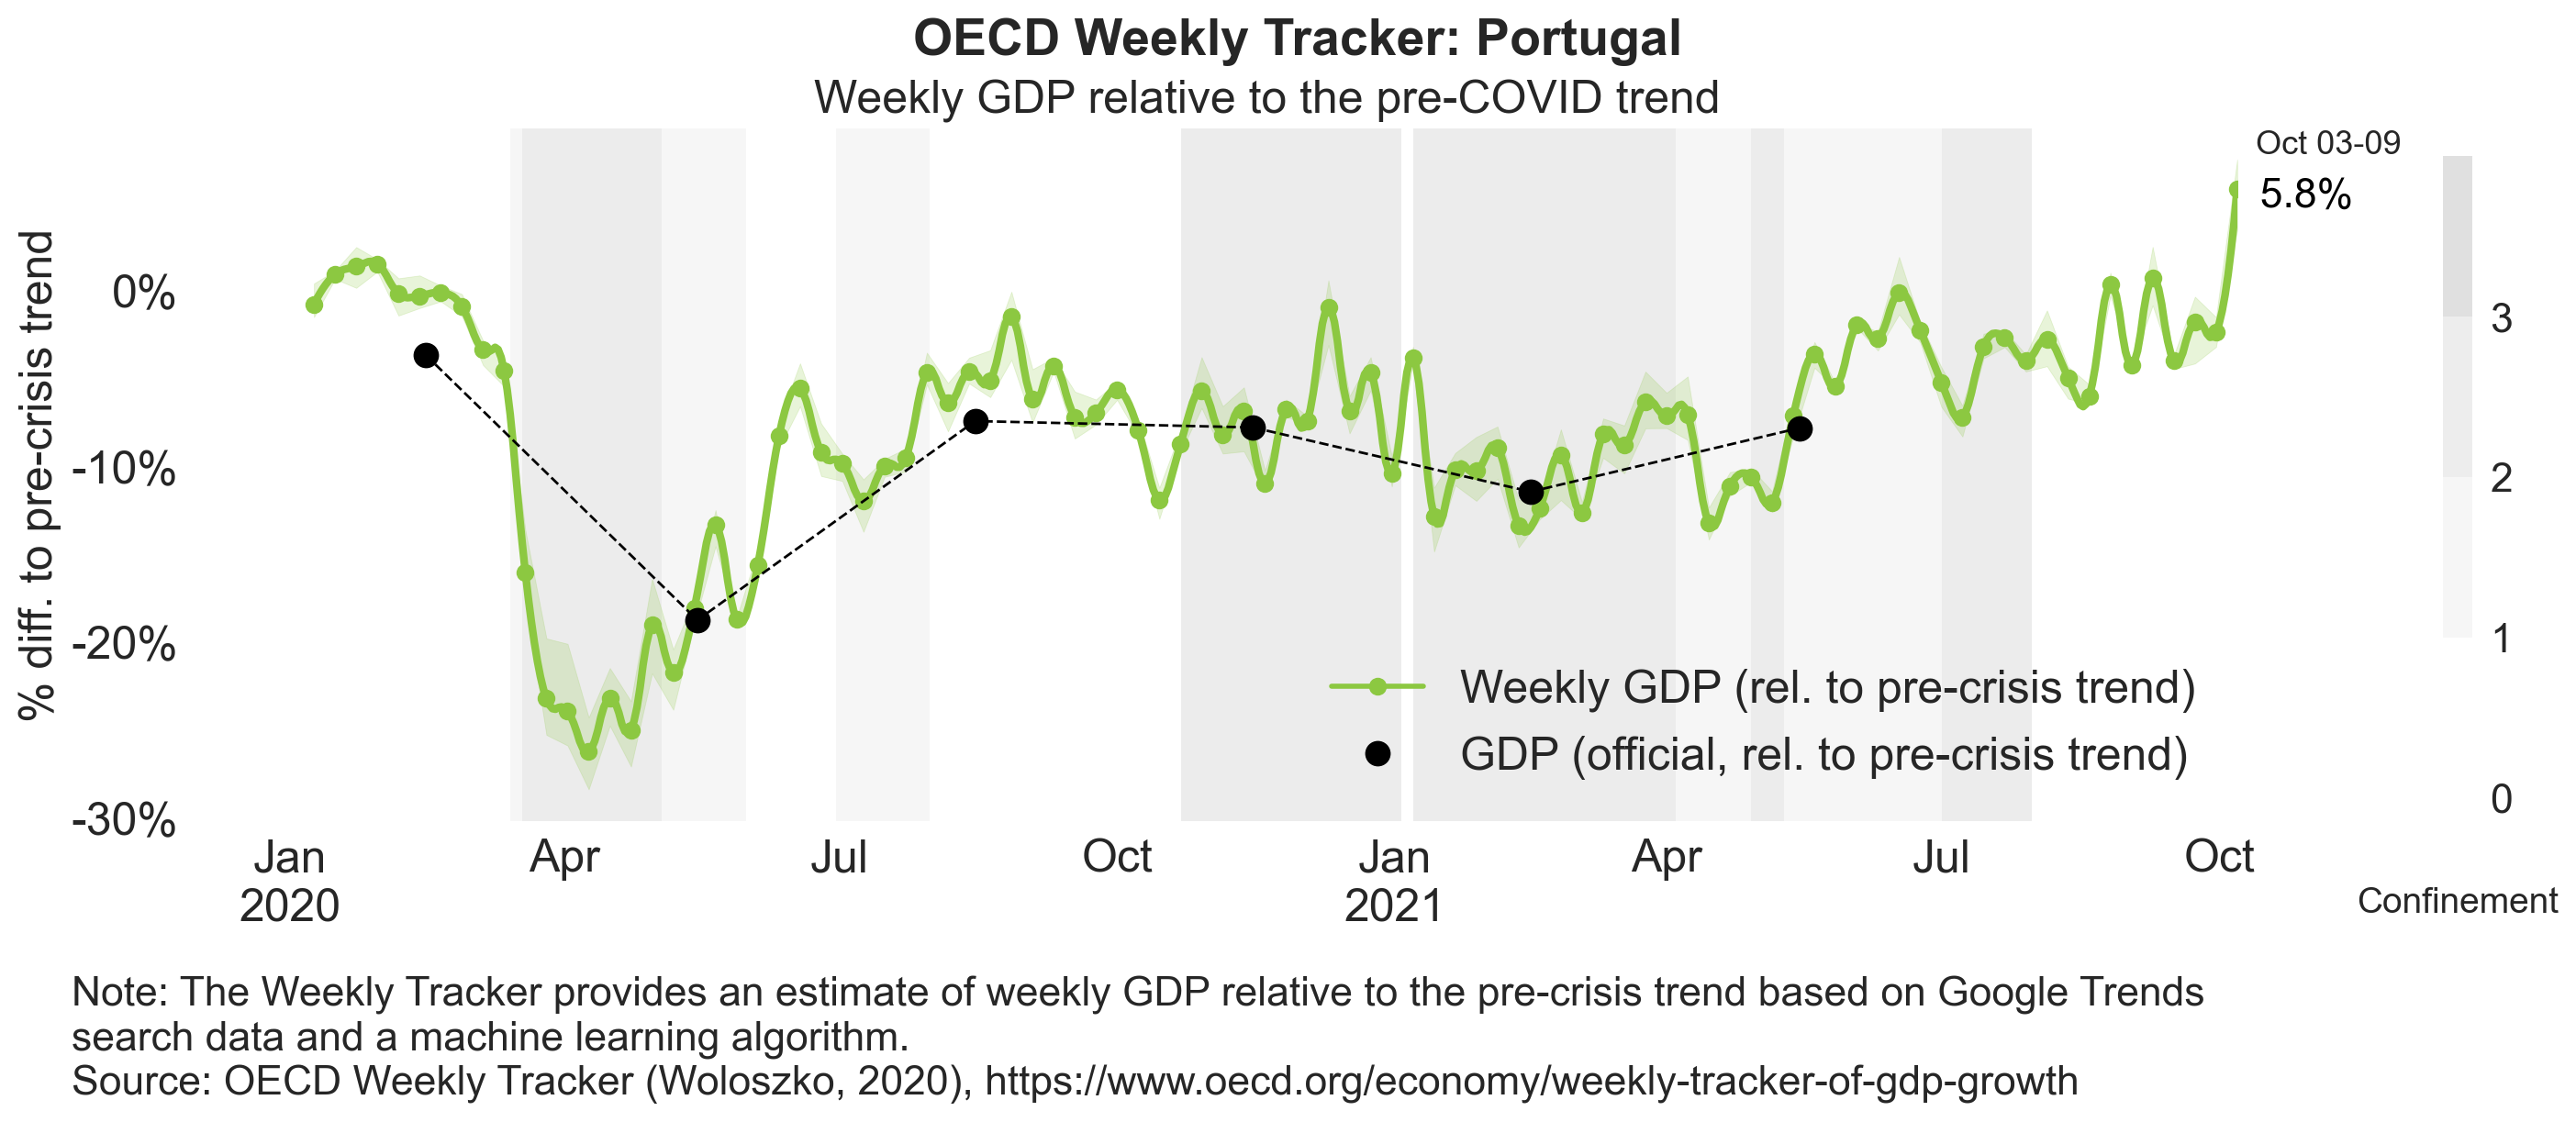 OECD Weekly Tracker: Portugal
Weekly GDP relative to the pre-COVID trend
Oct 03-09
5.8%
% diff. to pre-crisis trend
0%
-10%
-20%
-30%
3
2
1
0
Weekly GDP (rel. to pre-crisis trend)
GDP (official, rel. to pre-crisis trend)
Jan Apr Jul Oct Jan Apr Jul Oct
2020 2021
Confinement
Note: The Weekly Tracker provides an estimate of weekly GDP relative to the pre-crisis trend based on Google Trends
search data and a machine learning algorithm.
Source: OECD Weekly Tracker (Woloszko, 2020), https://www.oecd.org/economy/weekly-tracker-of-gdp-growth